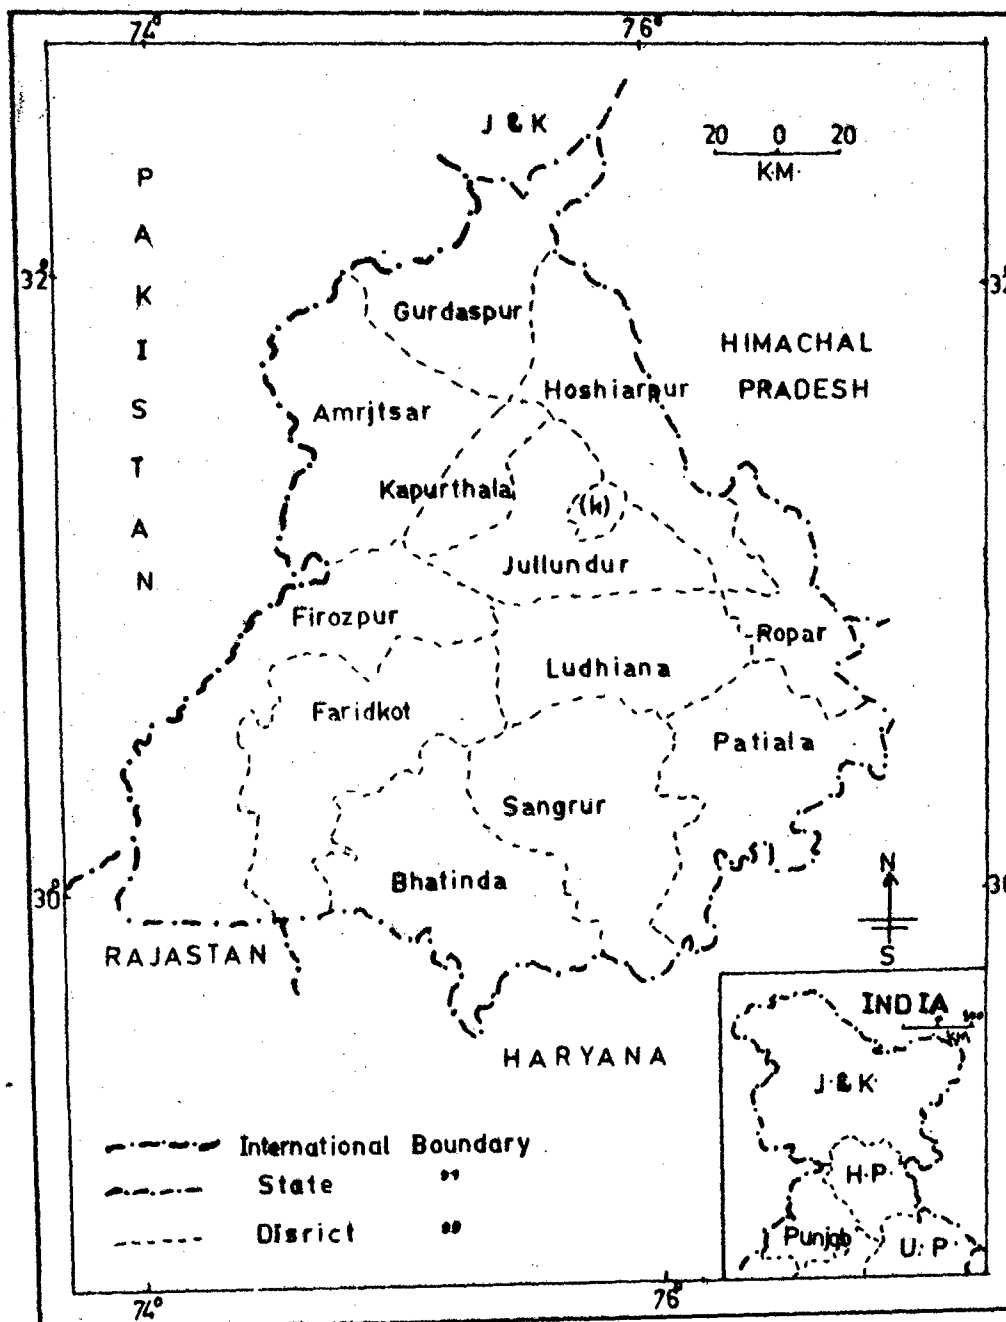 74° 76°
J & K
20 0 20
K.M.
PAKISTAN
32° 32
Gurdaspur
HIMACHAL
PRADESH
Hoshiarpur
Amrjtsar
Kapurthala
(k)
Jullundur
Firozpur
Ropar
Ludhiana
Faridkot
Patiala
Sangrur
Bhatinda
N
30° 30
S
RAJASTAN
HARYANA
INDIA
KM
J & K.
H.P.
Punjab
U.P.
International Boundary
State "
Disrict "
74° 76°